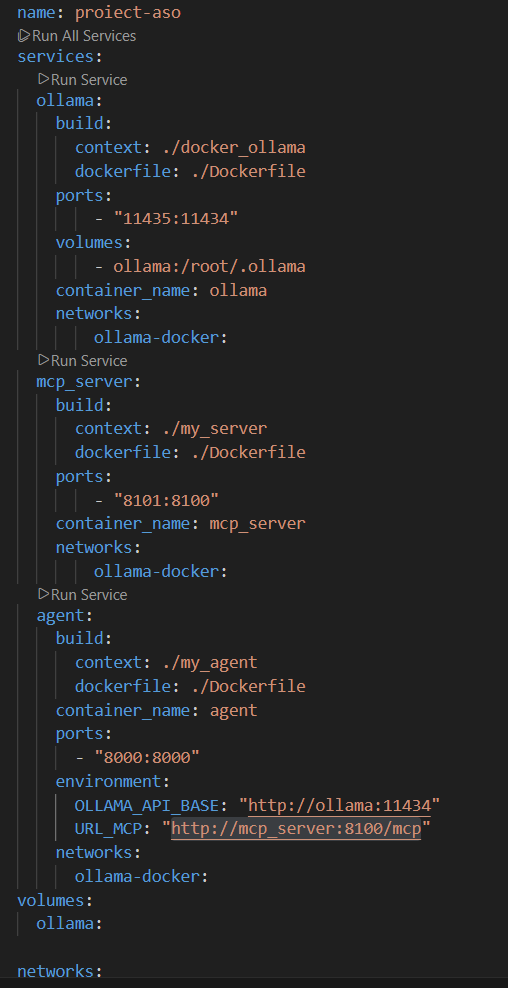 name: proiect-aso
Run All Services
services:
Run Service
ollama:
build:
context: ./docker_ollama
dockerfile: ./Dockerfile
ports:
- "11435:11434"
volumes:
- ollama:/root/.ollama
container_name: ollama
networks:
ollama-docker:
Run Service
mcp_server:
build:
context: ./my_server
dockerfile: ./Dockerfile
ports:
- "8101:8100"
container_name: mcp_server
networks:
ollama-docker:
Run Service
agent:
build:
context: ./my_agent
dockerfile: ./Dockerfile
container_name: agent
ports:
- "8000:8000"
environment:
OLLAMA_API_BASE: "http://ollama:11434"
URL_MCP: "http://mcp_server:8100/mcp"
networks:
ollama-docker:
volumes:
ollama:
networks: